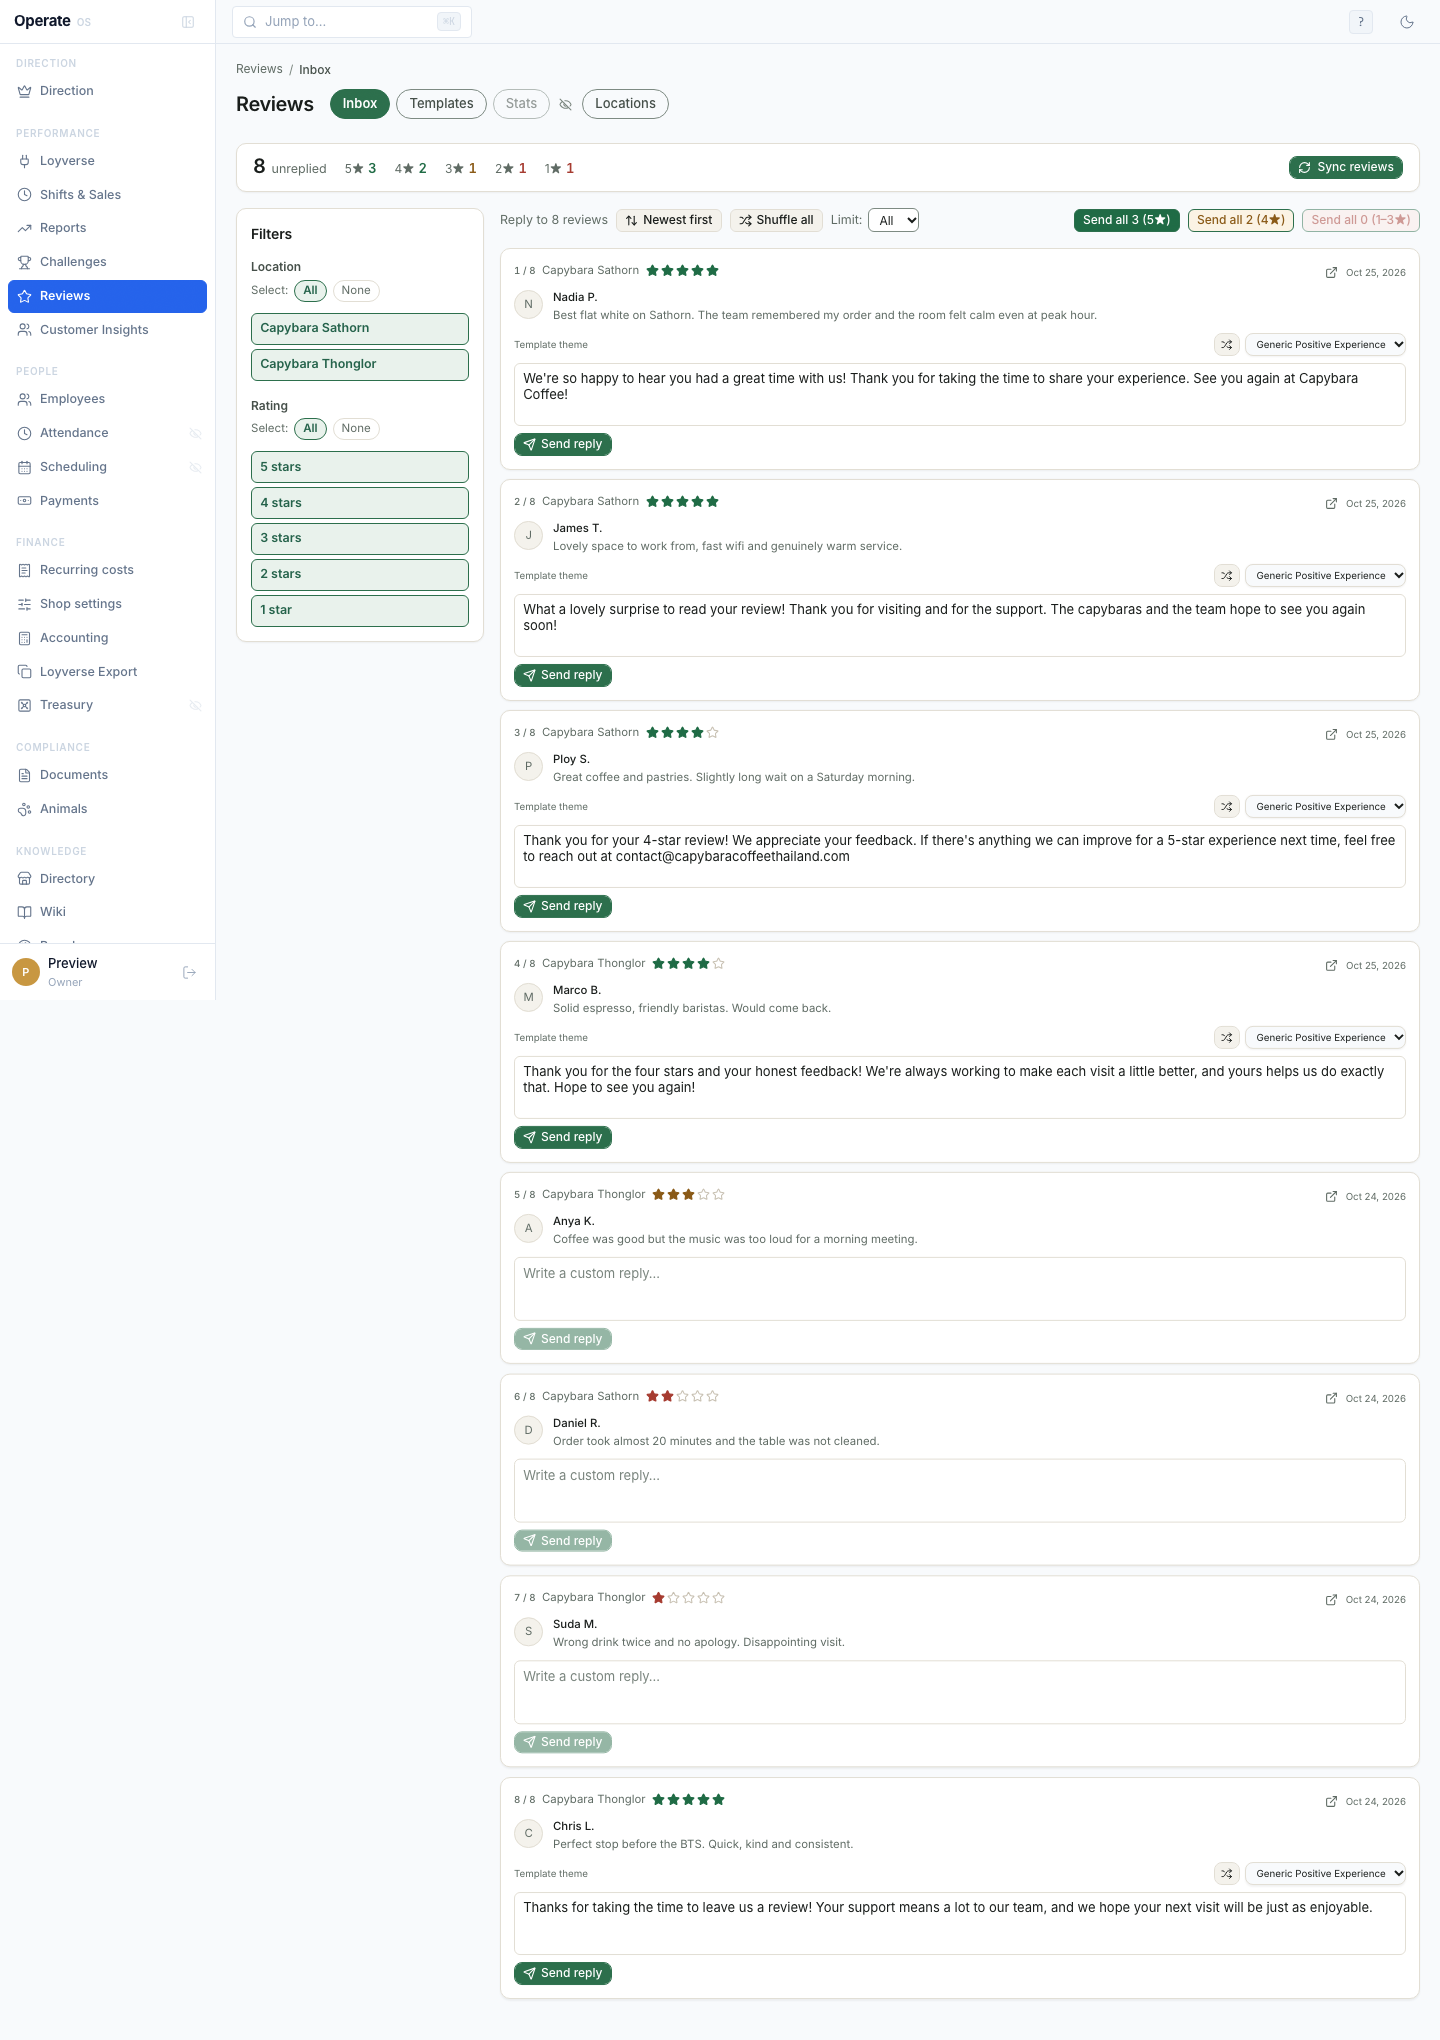 Operate OS
Jump to...
⌘K
?
DIRECTION
Direction
PERFORMANCE
Loyverse
Shifts & Sales
Reports
Challenges
Reviews
Customer Insights
PEOPLE
Employees
Attendance
Scheduling
Payments
FINANCE
Recurring costs
Shop settings
Accounting
Loyverse Export
Treasury
COMPLIANCE
Documents
Animals
KNOWLEDGE
Directory
Wiki
P
Preview
Owner
Reviews / Inbox
Reviews Inbox Templates Stats Locations
8 unreplied 5★ 3 4★ 2 3★ 1 2★ 1 1★ 1 Sync reviews
Filters
Location
Select: All None
Capybara Sathorn
Capybara Thonglor
Rating
Select: All None
5 stars
4 stars
3 stars
2 stars
1 star
Reply to 8 reviews Newest first Shuffle all Limit: All Send all 3 (5★) Send all 2 (4★) Send all 0 (1–3★)
1 / 8 Capybara Sathorn Oct 25, 2026
N Nadia P.
Best flat white on Sathorn. The team remembered my order and the room felt calm even at peak hour.
Template theme Generic Positive Experience
We're so happy to hear you had a great time with us! Thank you for taking the time to share your experience. See you again at Capybara
Coffee!
Send reply
2 / 8 Capybara Sathorn Oct 25, 2026
J James T.
Lovely space to work from, fast wifi and genuinely warm service.
Template theme Generic Positive Experience
What a lovely surprise to read your review! Thank you for visiting and for the support. The capybaras and the team hope to see you again
soon!
Send reply
3 / 8 Capybara Sathorn Oct 25, 2026
P Ploy S.
Great coffee and pastries. Slightly long wait on a Saturday morning.
Template theme Generic Positive Experience
Thank you for your 4-star review! We appreciate your feedback. If there's anything we can improve for a 5-star experience next time, feel free
to reach out at contact@capybaracoffeethailand.com
Send reply
4 / 8 Capybara Thonglor Oct 25, 2026
M Marco B.
Solid espresso, friendly baristas. Would come back.
Template theme Generic Positive Experience
Thank you for the four stars and your honest feedback! We're always working to make each visit a little better, and yours helps us do exactly
that. Hope to see you again!
Send reply
5 / 8 Capybara Thonglor Oct 24, 2026
A Anya K.
Coffee was good but the music was too loud for a morning meeting.
Write a custom reply...
Send reply
6 / 8 Capybara Sathorn Oct 24, 2026
D Daniel R.
Order took almost 20 minutes and the table was not cleaned.
Write a custom reply...
Send reply
7 / 8 Capybara Thonglor Oct 24, 2026
S Suda M.
Wrong drink twice and no apology. Disappointing visit.
Write a custom reply...
Send reply
8 / 8 Capybara Thonglor Oct 24, 2026
C Chris L.
Perfect stop before the BTS. Quick, kind and consistent.
Template theme Generic Positive Experience
Thanks for taking the time to leave us a review! Your support means a lot to our team, and we hope your next visit will be just as enjoyable.
Send reply